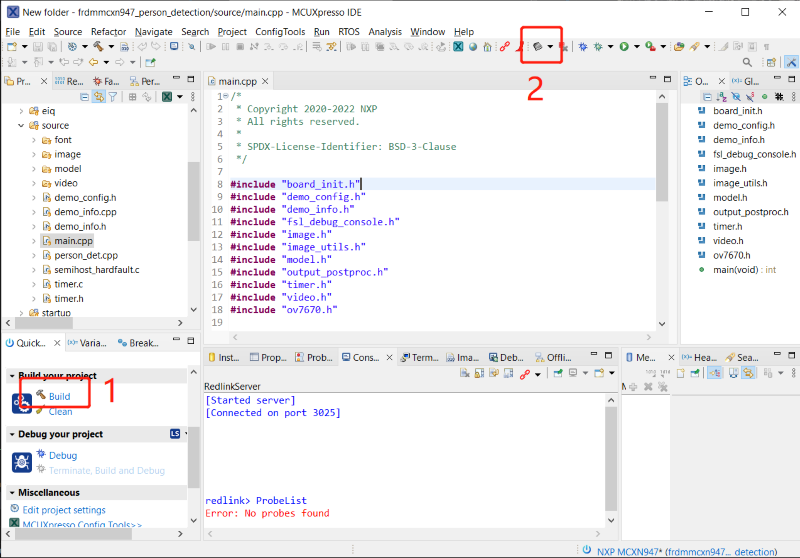 New folder - frdmmcxn947_person_detection/source/main.cpp - MCUXpresso IDE
File Edit Source Refactor Navigate Search Project ConfigTools Run RTOS Analysis Window Help
2
Pr... Re... Fa... Per...
eiq
source
font
image
model
video
demo_config.h
demo_info.cpp
demo_info.h
main.cpp
person_det.cpp
semihost_hardfault.c
timer.c
timer.h
startup
main.cpp
1 /*
2 * Copyright 2020-2022 NXP
3 * All rights reserved.
4 *
5 * SPDX-License-Identifier: BSD-3-Clause
6 */
7
8 #include "board_init.h"
9 #include "demo_config.h"
10 #include "demo_info.h"
11 #include "fsl_debug_console.h"
12 #include "image.h"
13 #include "image_utils.h"
14 #include "model.h"
15 #include "output_postproc.h"
16 #include "timer.h"
17 #include "video.h"
18 #include "ov7670.h"
19
O... (x)= Gl...
board_init.h
demo_config.h
demo_info.h
fsl_debug_console.h
image.h
image_utils.h
model.h
output_postproc.h
timer.h
video.h
ov7670.h
main(void) : int
Quick... (x)= Varia... Break...
Build your project
Build
1
Clean
Debug your project
LS
Debug
Terminate, Build and Debug
Miscellaneous
Edit project settings
MCUXpresso Config Tools>>
Inst... Prop... Prob... Cons... Term... Ima... Deb... Offli...
RedlinkServer
[Started server]
[Connected on port 3025]
redlink> ProbeList
Error: No probes found
Me... Hea... Sea...
NXP MCXN947* (frdmmcxn947... detection)